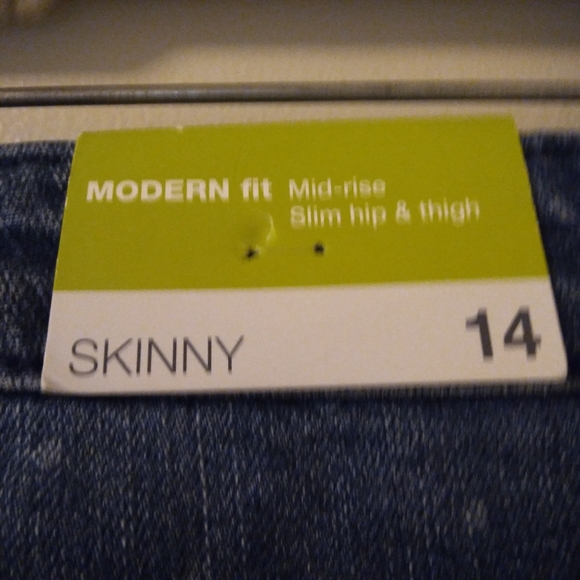 MODERN fit Mid-rise
Slim hip & thigh
SKINNY 14